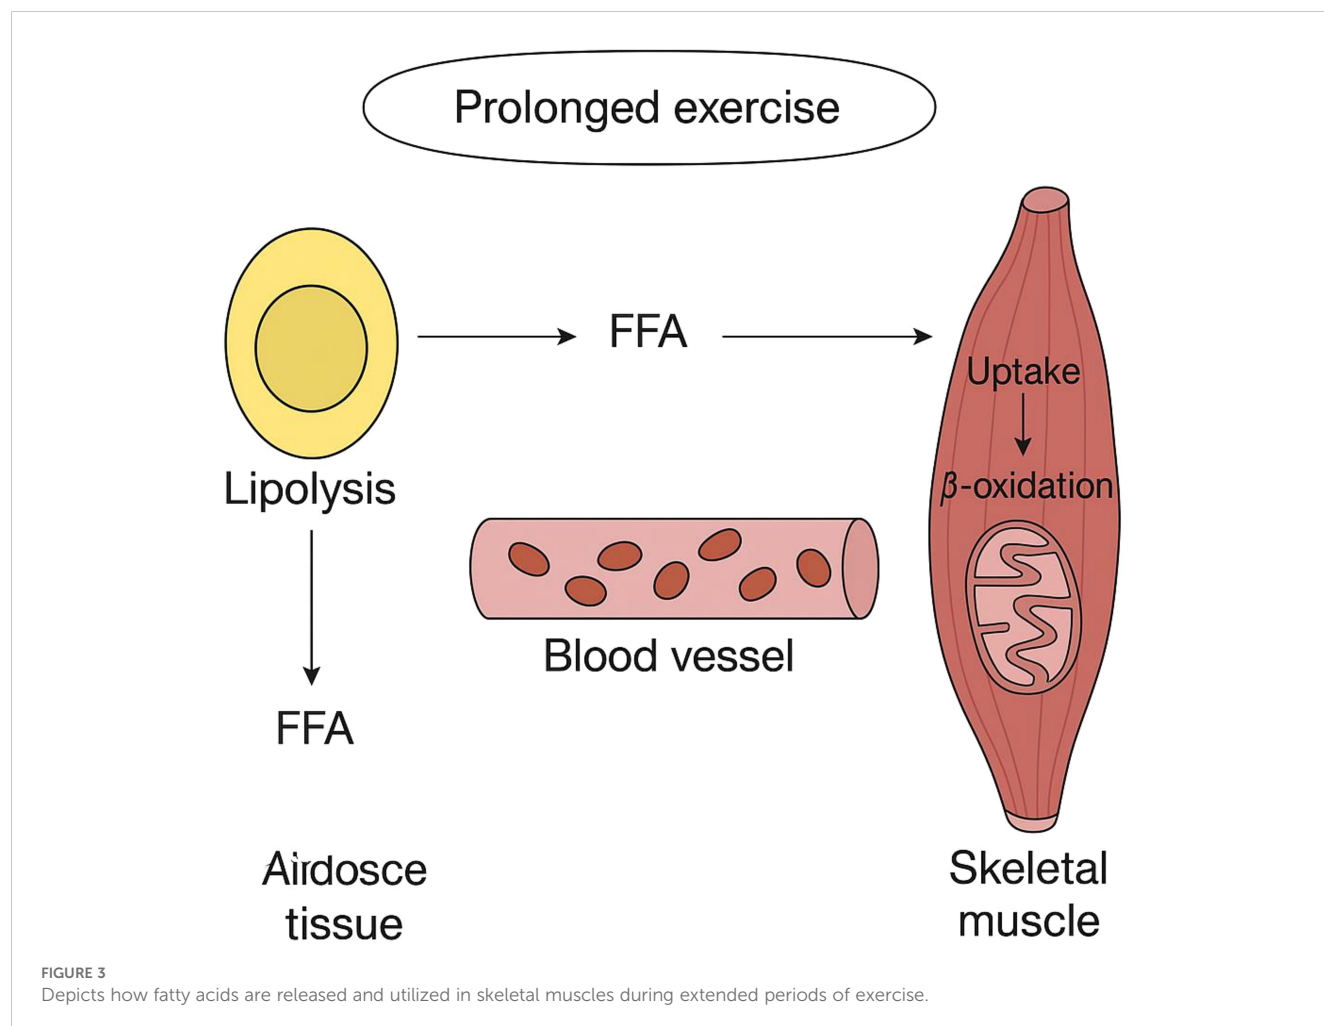 Prolonged exercise
FFA
Uptake
β-oxidation
Lipolysis
Blood vessel
FFA
Airdosce
tissue
Skeletal
muscle
FIGURE 3
Depicts how fatty acids are released and utilized in skeletal muscles during extended periods of exercise.